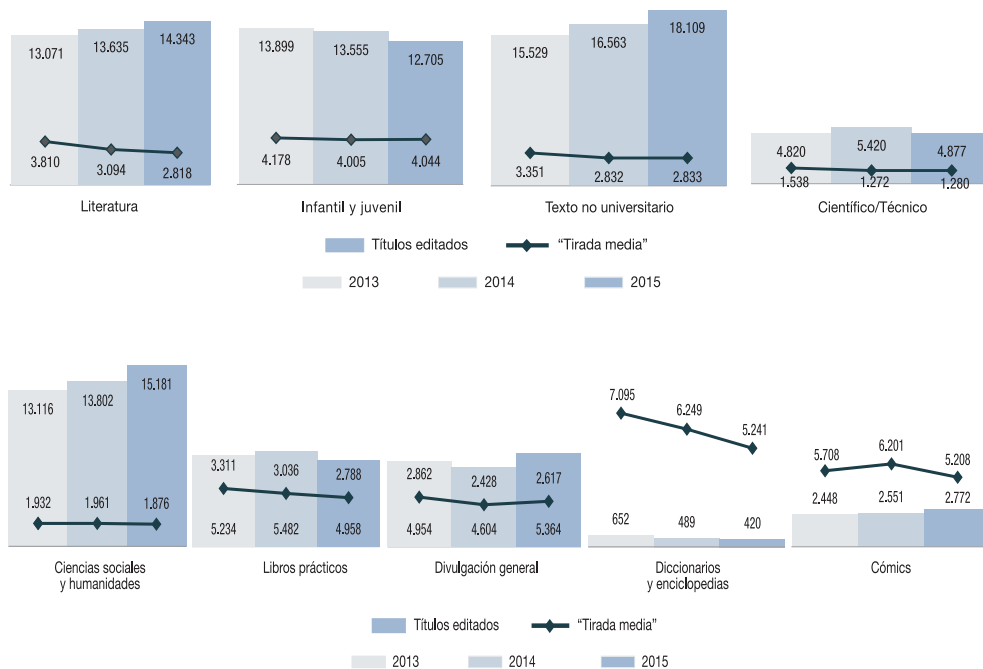 13.071 13.635 14.343
3.810 3.094 2.818
Literatura
13.899 13.555 12.705
4.178 4.005 4.044
Infantil y juvenil
15.529 16.563 18.109
3.351 2.832 2.833
Texto no universitario
4.820 5.420 4.877
1.538 1.272 1.280
Científico/Técnico
Títulos editados "Tirada media"
2013 2014 2015
13.116 13.802 15.181
1.932 1.961 1.876
Ciencias sociales
y humanidades
3.311 3.036 2.788
5.234 5.482 4.958
Libros prácticos
2.862 2.428 2.617
4.954 4.604 5.364
Divulgación general
7.095 6.249 5.241
652 489 420
Diccionarios
y enciclopedias
5.708 6.201 5.208
2.448 2.551 2.772
Cómics
Títulos editados "Tirada media"
2013 2014 2015